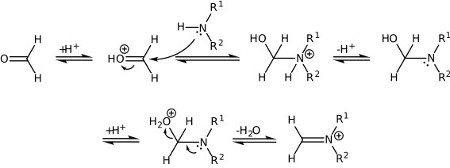 O H H +H⁺ HO⊕ H H H N R¹ R² HO H H N⊕ H R¹ R² -H⁺ HO H H N R¹ R²
+H⁺ H₂O⊕ H H N R¹ R² -H₂O H H N⊕ R¹ R²